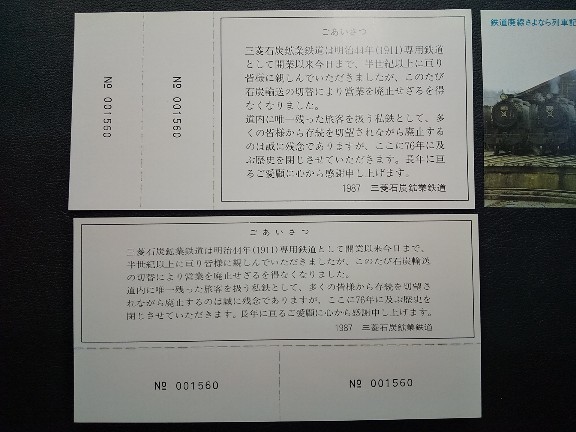 ごあいさつ
三菱石炭鉱業鉄道は明治44年(1911)専用鉄道
として開業以来今日まで、半世紀以上に亘り
皆様に親しんでいただきましたが、このたび
石炭輸送の切替により営業を廃止せざるを得
なくなりました。
道内に唯一残った旅客を扱う私鉄として、多
くの皆様から存続を切望されながら廃止する
のは誠に残念でありますが、ここに76年に及
ぶ歴史を閉じさせていただきます。長年に亘
るご愛顧に心から感謝申し上げます。
1987 三菱石炭鉱業鉄道
№ 001560
№ 001560
鉄道廃線さよなら列車記
ごあいさつ
三菱石炭鉱業鉄道は明治44年(1911)専用鉄道として開業以来今日まで、
半世紀以上に亘り皆様に親しんでいただきましたが、このたび石炭輸送
の切替により営業を廃止せざるを得なくなりました。
道内に唯一残った旅客を扱う私鉄として、多くの皆様から存続を切望さ
れながら廃止するのは誠に残念でありますが、ここに76年に及ぶ歴史を
閉じさせていただきます。長年に亘るご愛顧に心から感謝申し上げます。
1987 三菱石炭鉱業鉄道
№ 001560
№ 001560